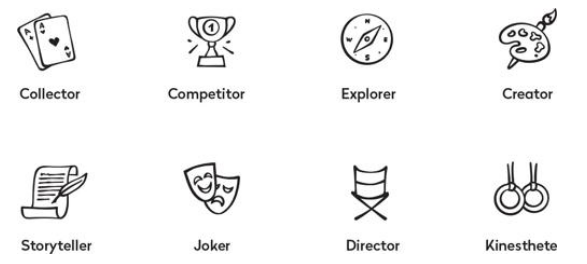 Collector
Competitor
Explorer
Creator
Storyteller
Joker
Director
Kinesthete